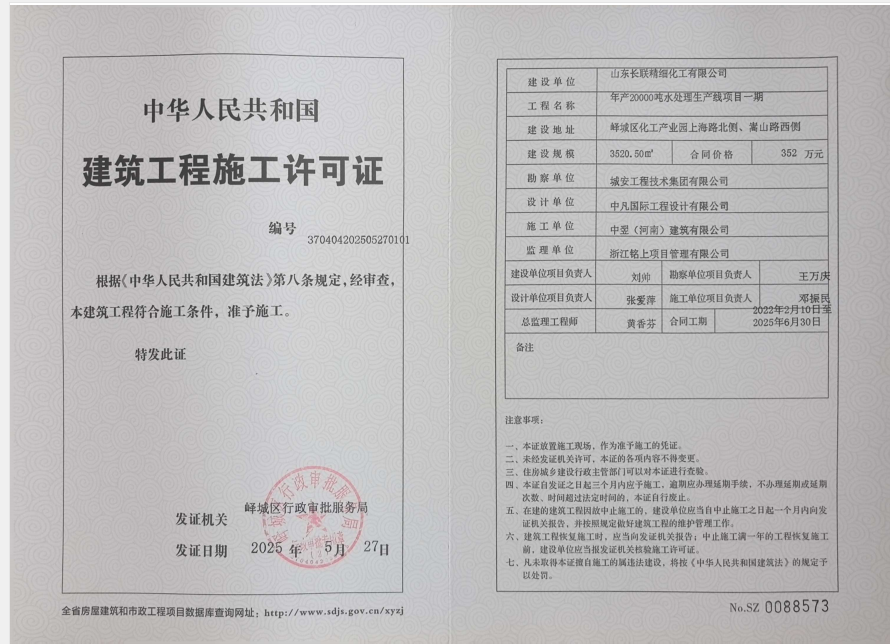 中华人民共和国
建筑工程施工许可证
编号
370404202505270101
根据《中华人民共和国建筑法》第八条规定,经审查,
本建筑工程符合施工条件，准予施工。
特发此证
发证机关 峄城区行政审批服务局
发证日期 2025 年 5月 27日
全省房屋建筑和市政工程项目数据库查询网址：http://www.sdjs.gov.cn/xyzj
建设单位 山东长联精细化工有限公司
工程名称 年产20000吨水处理生产线项目一期
建设地址 峄城区化工产业园上海路北侧、嵩山路西侧
建设规模 3520.50㎡ 合同价格 352 万元
勘察单位 城安工程技术集团有限公司
设计单位 中凡国际工程设计有限公司
施工单位 中翌（河南）建筑有限公司
监理单位 浙江铭上项目管理有限公司
建设单位项目负责人 刘帅 勘察单位项目负责人 王万庆
设计单位项目负责人 张爱萍 施工单位项目负责人 邓振民
总监理工程师 黄香芬 合同工期 2022年2月10日至
2025年6月30日
备注
注意事项：
一、本证放置施工现场，作为准予施工的凭证。
二、未经发证机关许可，本证的各项内容不得变更。
三、住房城乡建设行政主管部门可以对本证进行查验。
四、本证自发证之日起三个月内应予施工，逾期应办理延期手续，不办理延期或延期
次数、时间超过法定时间的，本证自行废止。
五、在建的建筑工程因故中止施工的，建设单位应当自中止施工之日起一个月内向发
证机关报告，并按照规定做好建筑工程的维护管理工作。
六、建筑工程恢复施工时，应当向发证机关报告；中止施工满一年的工程恢复施工
前，建设单位应当报发证机关核验施工许可证。
七、凡未取得本证擅自施工的属违法建设，将按《中华人民共和国建筑法》的规定予
以处罚。
No.SZ 0088573